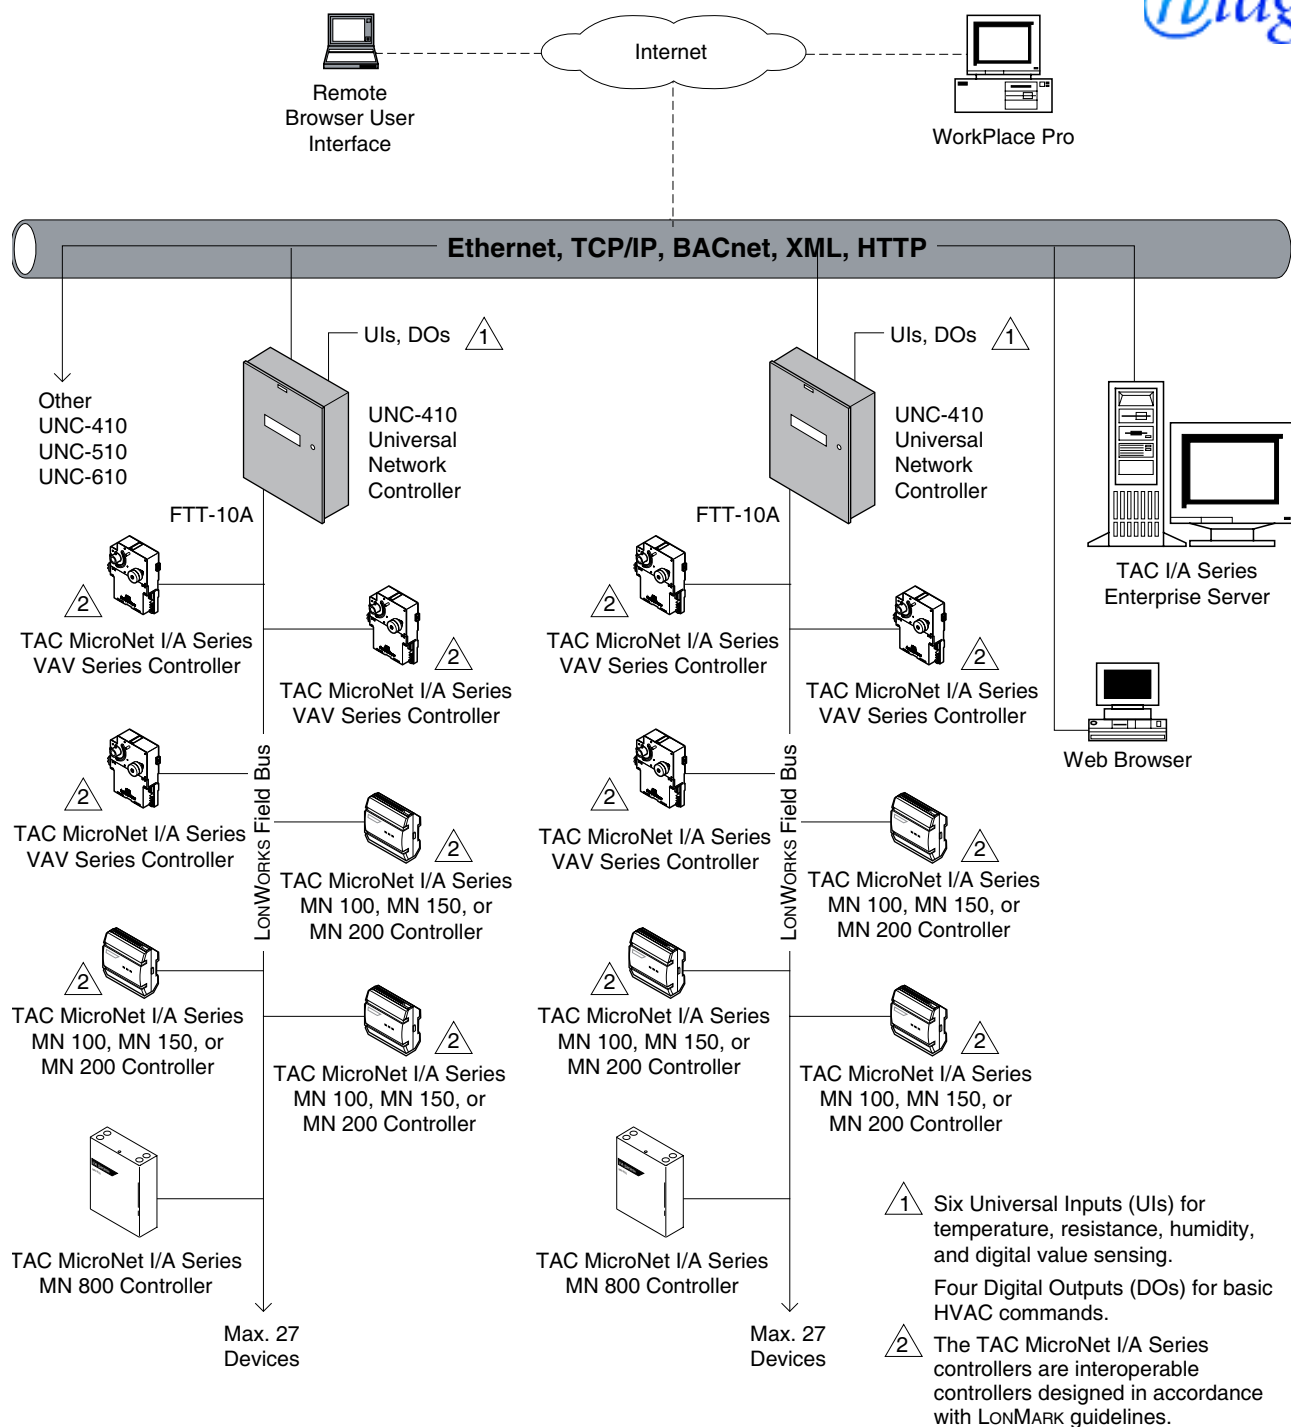 Internet
Remote
Browser User
Interface
WorkPlace Pro
Ethernet, TCP/IP, BACnet, XML, HTTP
UIs, DOs 1
UIs, DOs 1
Other
UNC-410
UNC-510
UNC-610
UNC-410
Universal
Network
Controller
UNC-410
Universal
Network
Controller
FTT-10A
FTT-10A
TAC I/A Series
Enterprise Server
2
TAC MicroNet I/A Series
VAV Series Controller
2
TAC MicroNet I/A Series
VAV Series Controller
2
TAC MicroNet I/A Series
VAV Series Controller
2
TAC MicroNet I/A Series
VAV Series Controller
Web Browser
LONWORKS Field Bus
LONWORKS Field Bus
2
TAC MicroNet I/A Series
VAV Series Controller
2
TAC MicroNet I/A Series
MN 100, MN 150, or
MN 200 Controller
2
TAC MicroNet I/A Series
VAV Series Controller
2
TAC MicroNet I/A Series
MN 100, MN 150, or
MN 200 Controller
2
TAC MicroNet I/A Series
MN 100, MN 150, or
MN 200 Controller
2
TAC MicroNet I/A Series
MN 100, MN 150, or
MN 200 Controller
2
TAC MicroNet I/A Series
MN 100, MN 150, or
MN 200 Controller
2
TAC MicroNet I/A Series
MN 100, MN 150, or
MN 200 Controller
TAC MicroNet I/A Series
MN 800 Controller
TAC MicroNet I/A Series
MN 800 Controller
Max. 27
Devices
Max. 27
Devices
1 Six Universal Inputs (UIs) for
temperature, resistance, humidity,
and digital value sensing.
Four Digital Outputs (DOs) for basic
HVAC commands.
2 The TAC MicroNet I/A Series
controllers are interoperable
controllers designed in accordance
with LONMARK guidelines.